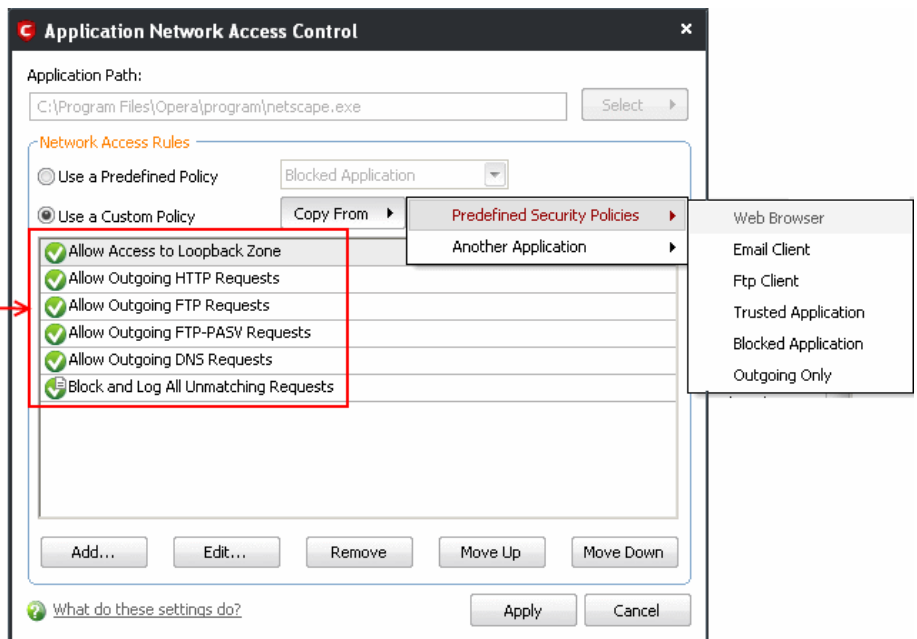 Application Network Access Control
Application Path:
C:\Program Files\Opera\program\netscape.exe
Select
Network Access Rules
Use a Predefined Policy
Blocked Application
Use a Custom Policy
Copy From
Predefined Security Policies
Another Application
Web Browser
Email Client
Ftp Client
Trusted Application
Blocked Application
Outgoing Only
Allow Access to Loopback Zone
Allow Outgoing HTTP Requests
Allow Outgoing FTP Requests
Allow Outgoing FTP-PASV Requests
Allow Outgoing DNS Requests
Block and Log All Unmatching Requests
Add...
Edit...
Remove
Move Up
Move Down
What do these settings do?
Apply
Cancel